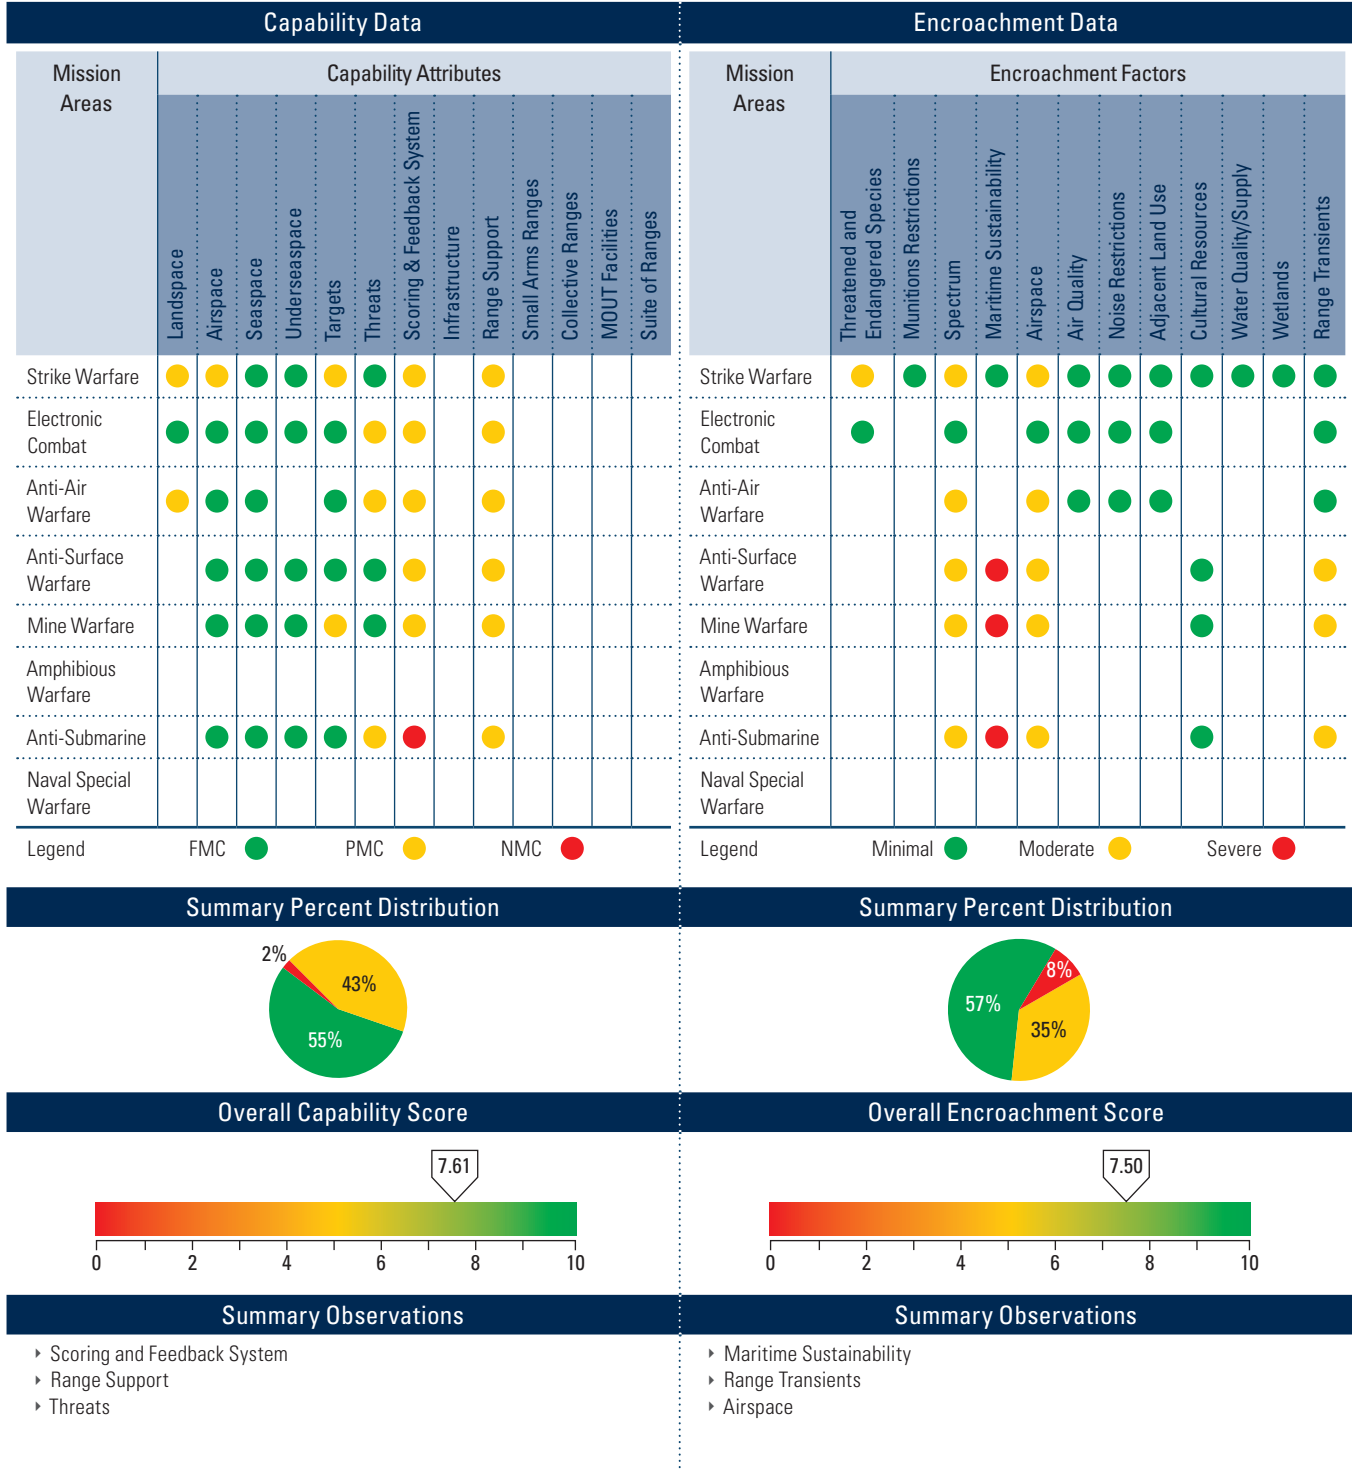 Capability Data
Mission
Areas
Capability Attributes
Landspace
Airspace
Seaspace
Underseaspace
Targets
Threats
Scoring & Feedback System
Infrastructure
Range Support
Small Arms Ranges
Collective Ranges
MOUT Facilities
Suite of Ranges
Strike Warfare
Electronic
Combat
Anti-Air
Warfare
Anti-Surface
Warfare
Mine Warfare
Amphibious
Warfare
Anti-Submarine
Naval Special
Warfare
Legend FMC PMC NMC
Summary Percent Distribution
2%
43%
55%
Overall Capability Score
7.61
0 2 4 6 8 10
Summary Observations
Scoring and Feedback System
Range Support
Threats
Encroachment Data
Mission
Areas
Encroachment Factors
Threatened and
Endangered Species
Munitions Restrictions
Spectrum
Maritime Sustainability
Airspace
Air Quality
Noise Restrictions
Adjacent Land Use
Cultural Resources
Water Quality/Supply
Wetlands
Range Transients
Strike Warfare
Electronic
Combat
Anti-Air
Warfare
Anti-Surface
Warfare
Mine Warfare
Amphibious
Warfare
Anti-Submarine
Naval Special
Warfare
Legend Minimal Moderate Severe
Summary Percent Distribution
8%
57%
35%
Overall Encroachment Score
7.50
0 2 4 6 8 10
Summary Observations
Maritime Sustainability
Range Transients
Airspace